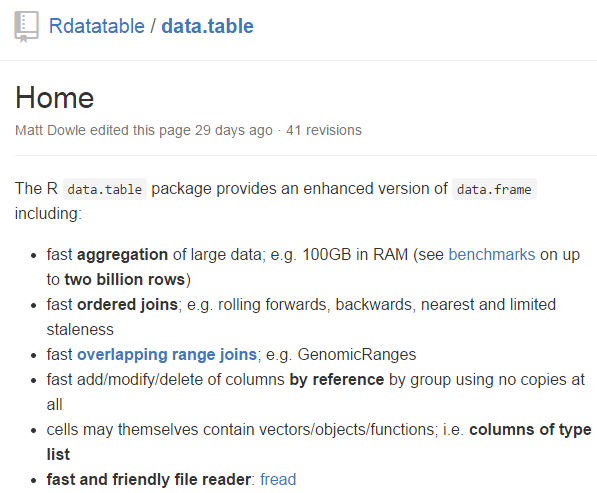 Rdatatable / data.table
Home
Matt Dowle edited this page 29 days ago · 41 revisions
The R data.table package provides an enhanced version of data.frame
including:
• fast aggregation of large data; e.g. 100GB in RAM (see benchmarks on up
to two billion rows)
• fast ordered joins; e.g. rolling forwards, backwards, nearest and limited
staleness
• fast overlapping range joins; e.g. GenomicRanges
• fast add/modify/delete of columns by reference by group using no copies at
all
• cells may themselves contain vectors/objects/functions; i.e. columns of type
list
• fast and friendly file reader: fread